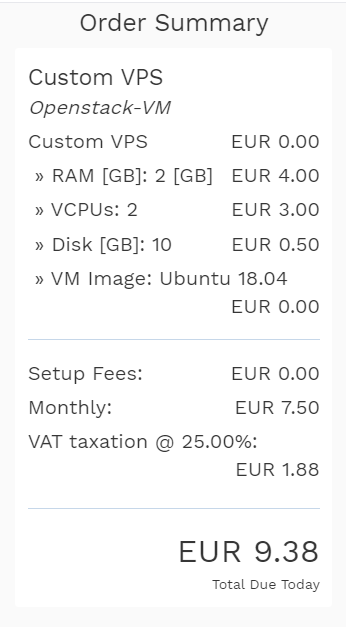 Order Summary
Custom VPS
Openstack-VM
Custom VPS EUR 0.00
» RAM [GB]: 2 [GB] EUR 4.00
» VCPUs: 2 EUR 3.00
» Disk [GB]: 10 EUR 0.50
» VM Image: Ubuntu 18.04
EUR 0.00
Setup Fees: EUR 0.00
Monthly: EUR 7.50
VAT taxation @ 25.00%:
EUR 1.88
EUR 9.38
Total Due Today